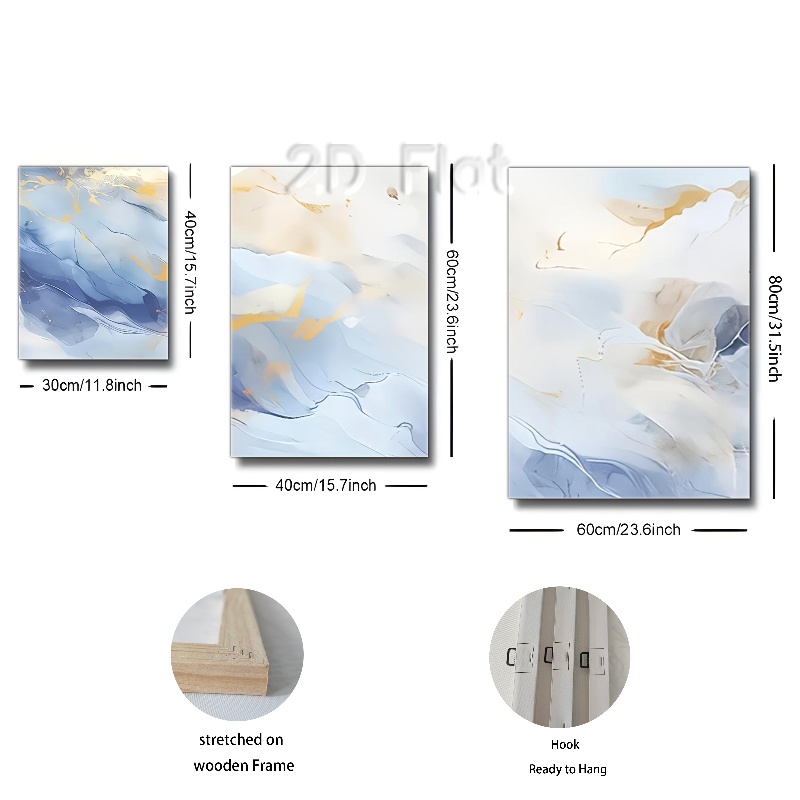 2D Flat
40cm/15.7inch
30cm/11.8inch
60cm/23.6inch
40cm/15.7inch
80cm/31.5inch
60cm/23.6inch
stretched on
wooden Frame
Hook
Ready to Hang